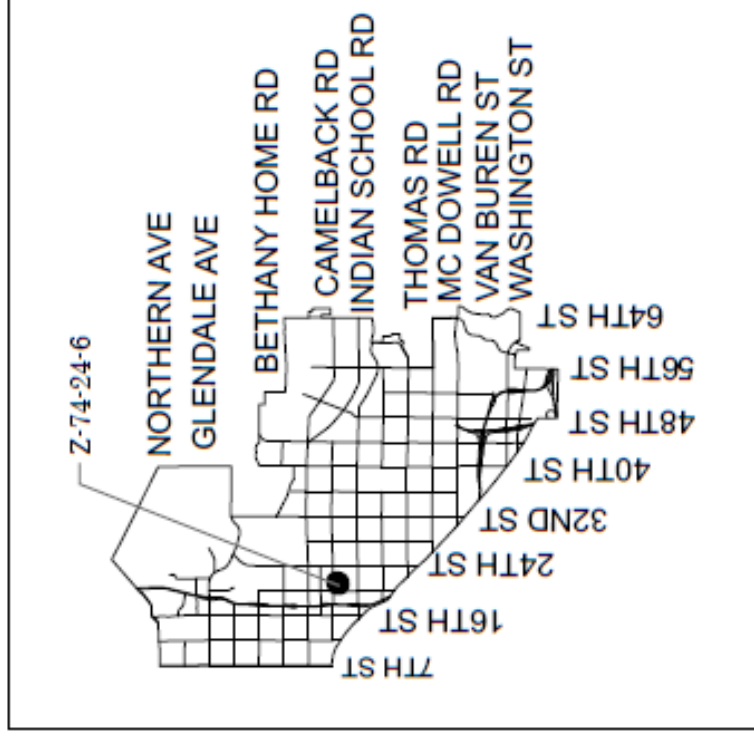 Z-74-24-6
NORTHERN AVE
GLENDALE AVE
BETHANY HOME RD
CAMELBACK RD
INDIAN SCHOOL RD
THOMAS RD
MC DOWELL RD
VAN BUREN ST
WASHINGTON ST
7TH ST
16TH ST
24TH ST
32ND ST
40TH ST
48TH ST
56TH ST
64TH ST